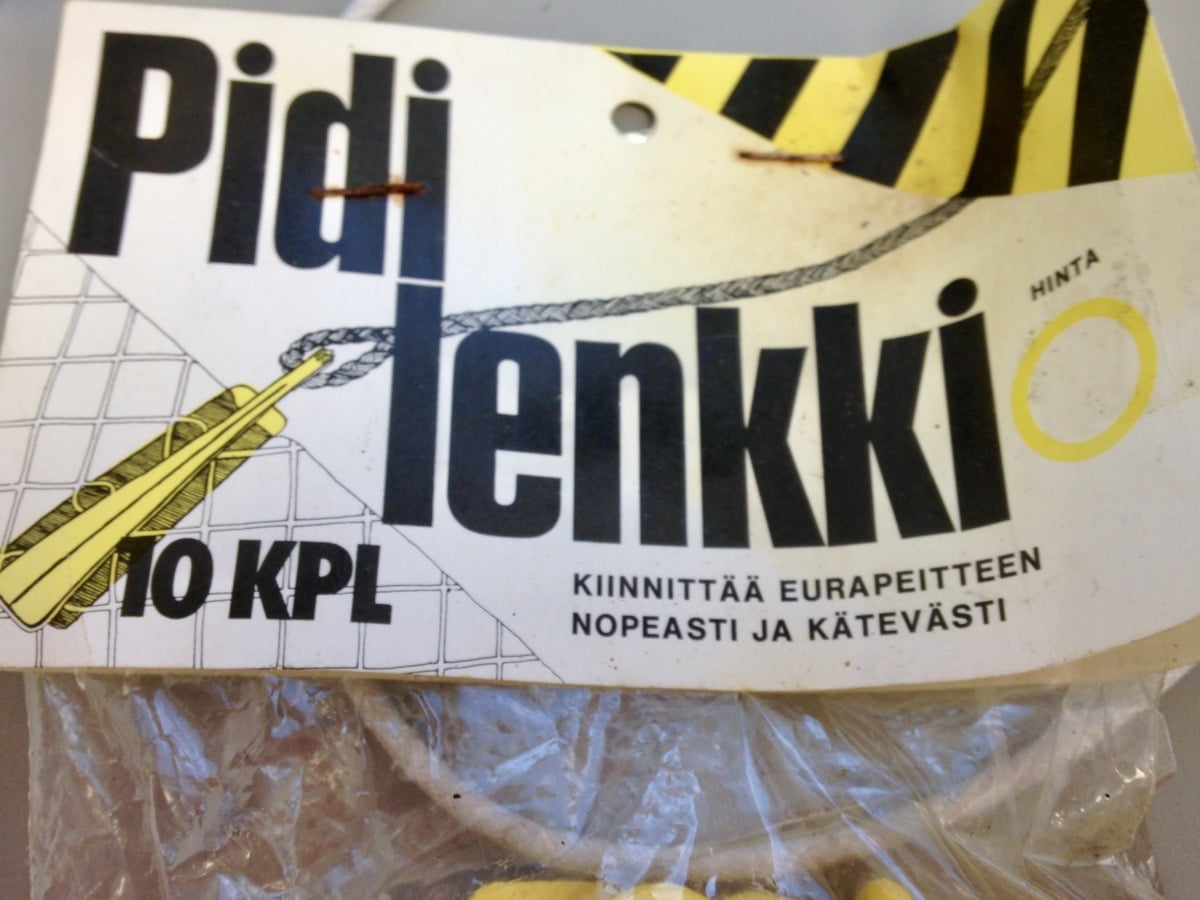 Pidi
lenkki
HINTA
10 KPL
KIINNITTÄÄ EURAPEITTEEN
NOPEASTI JA KÄTEVÄSTI